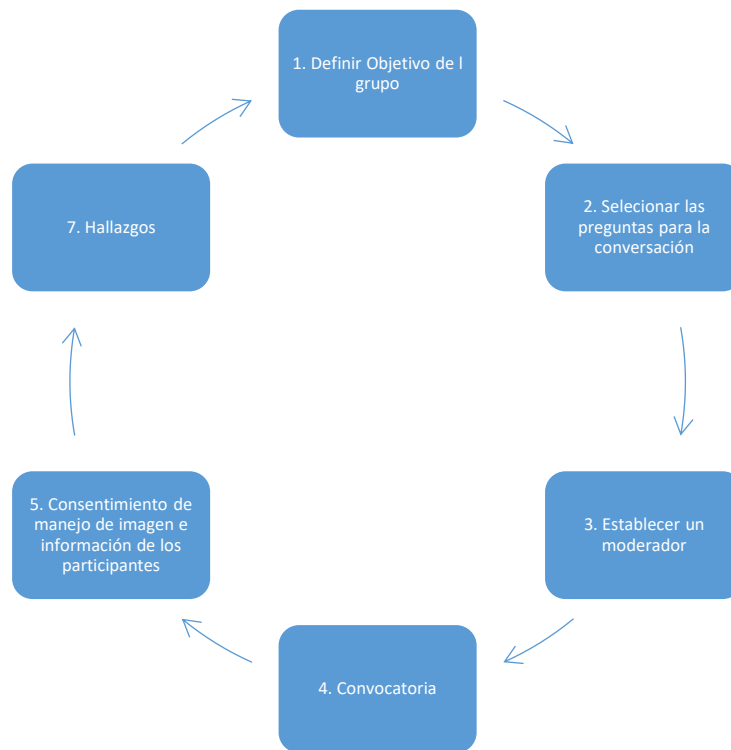 1. Definir Objetivo de l
grupo
2. Selecionar las
preguntas para la
conversación
3. Establecer un
moderador
4. Convocatoria
5. Consentimiento de
manejo de imagen e
información de los
participantes
7. Hallazgos